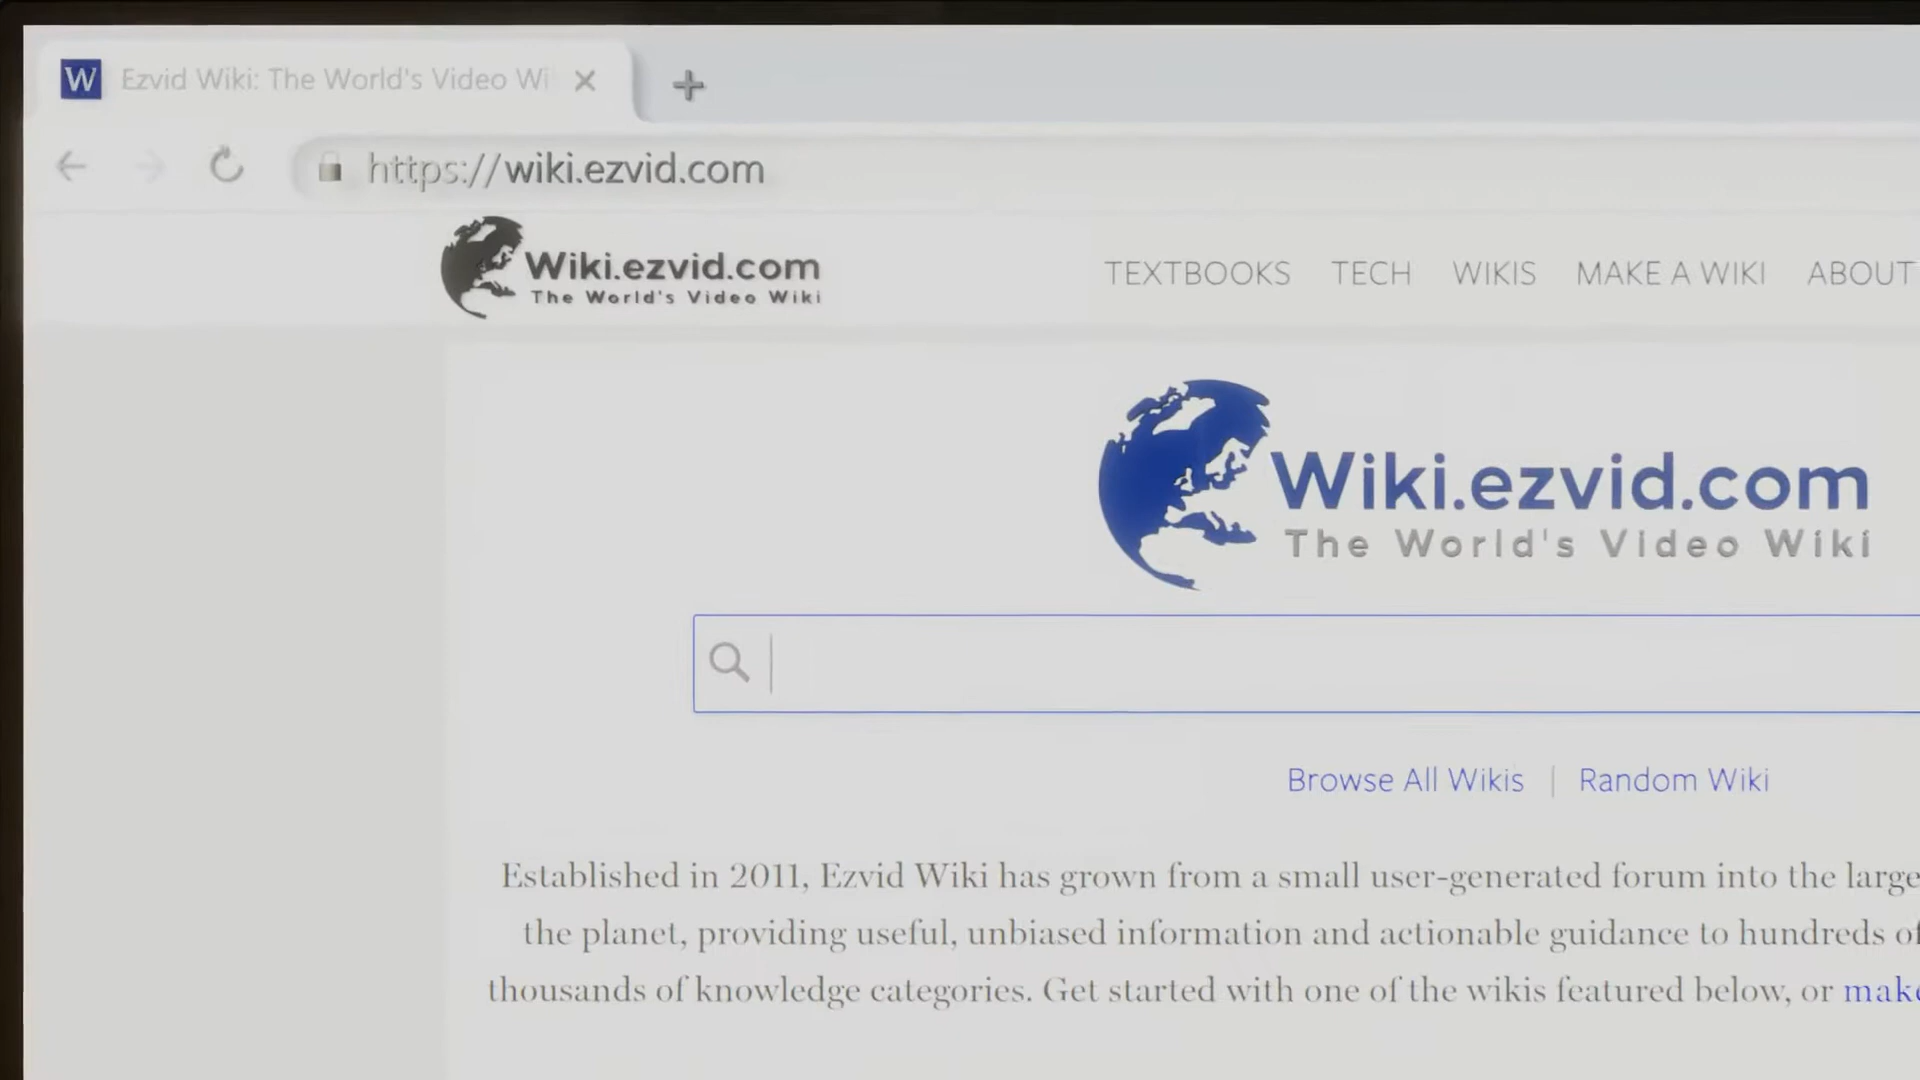 W Ezvid Wiki: The World's Video Wi
https://wiki.ezvid.com
Wiki.ezvid.com
The World's Video Wiki
TEXTBOOKS TECH WIKIS MAKE A WIKI ABOUT
Wiki.ezvid.com
The World's Video Wiki
Browse All Wikis | Random Wiki
Established in 2011, Ezvid Wiki has grown from a small user-generated forum into the large
the planet, providing useful, unbiased information and actionable guidance to hundreds of
thousands of knowledge categories. Get started with one of the wikis featured below, or make